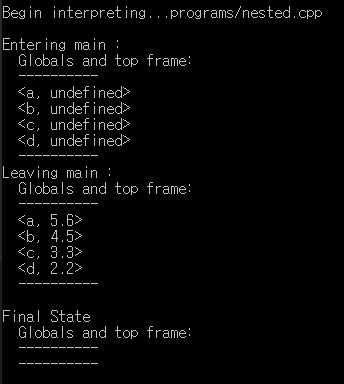 Begin interpreting...programs/nested.cpp
Entering main :
Globals and top frame:
----------
<a, undefined>
<b, undefined>
<c, undefined>
<d, undefined>
----------
Leaving main :
Globals and top frame:
----------
<a, 5.6>
<b, 4.5>
<c, 3.3>
<d, 2.2>
----------
Final State
Globals and top frame:
----------
----------